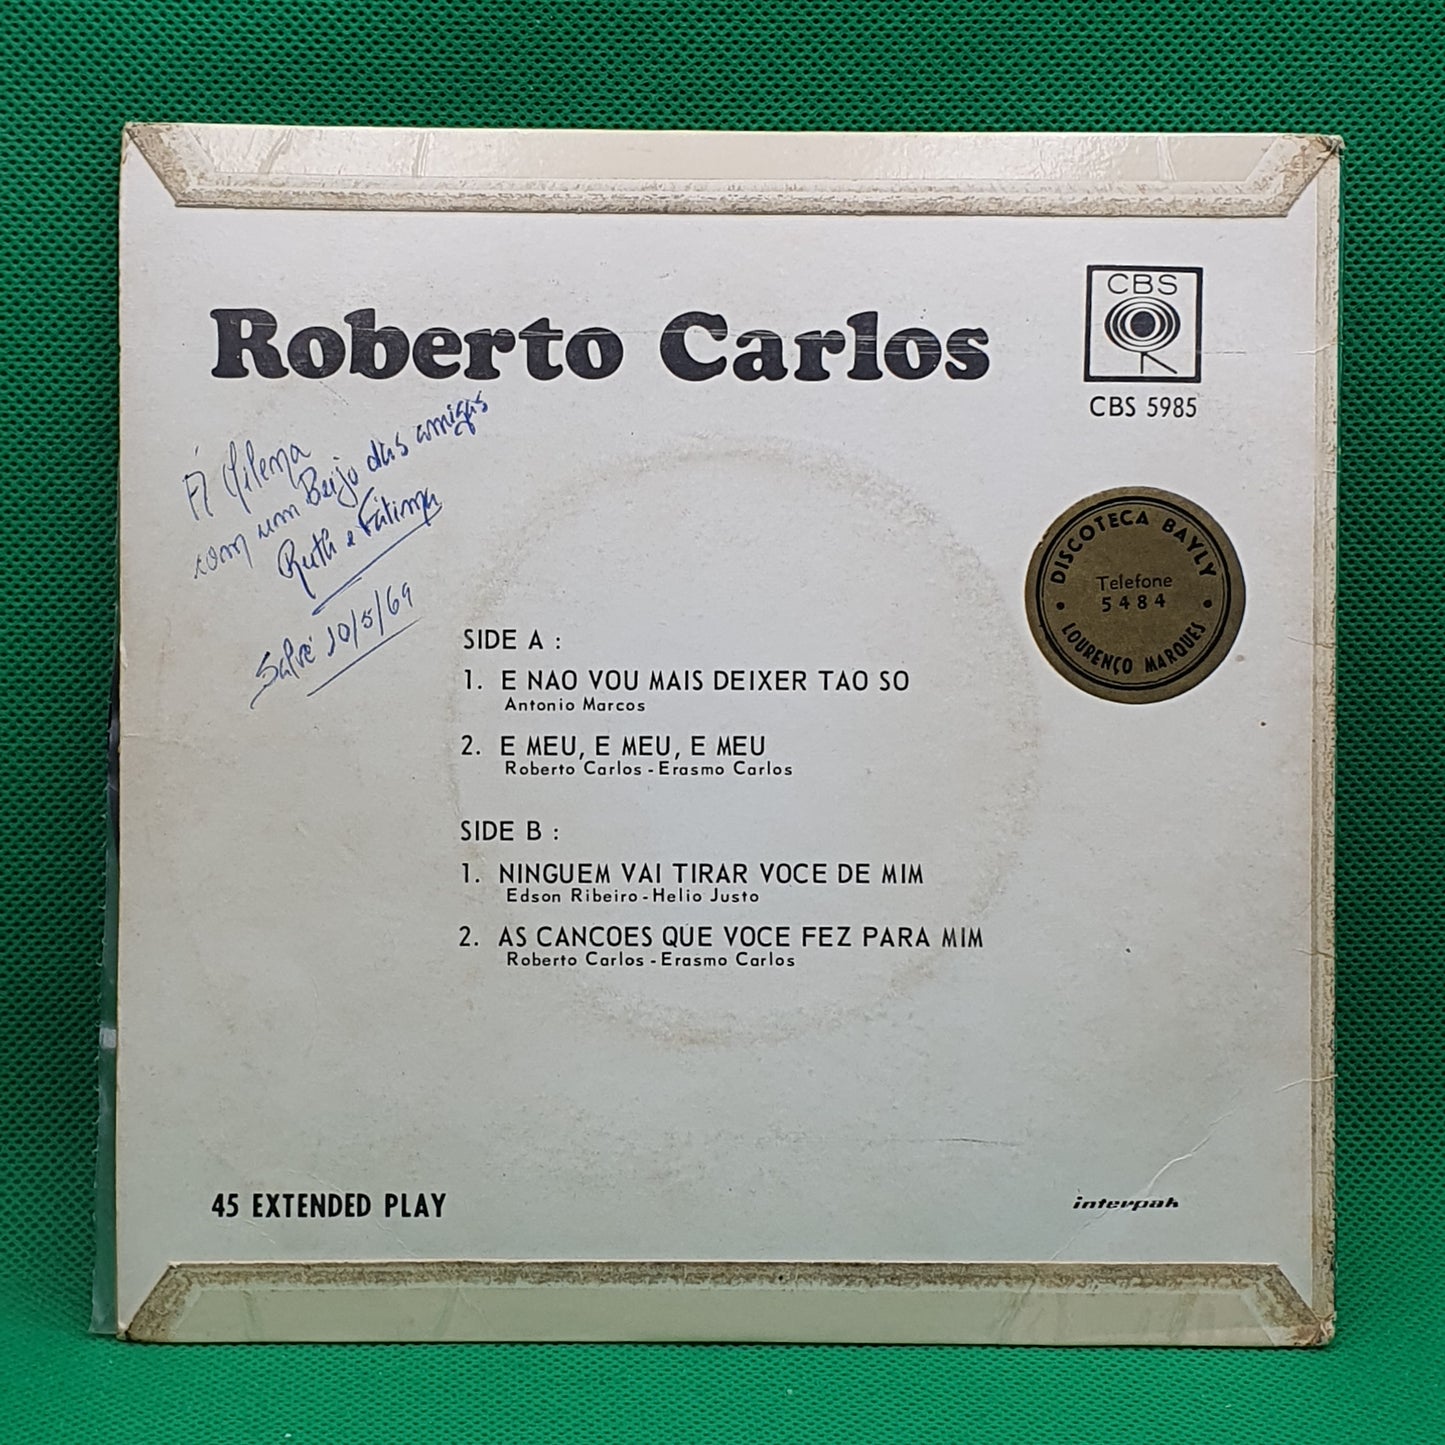 Roberto Carlos
CBS
CBS 5985
À Milena
com um Beijo das amigas
Ruth e Fátima
Salvé 10/5/69
DISCOTECA BAYLY
Telefone
5484
LOURENÇO MARQUES
SIDE A :
1. E NAO VOU MAIS DEIXER TAO SO
Antonio Marcos
2. E MEU, E MEU, E MEU
Roberto Carlos - Erasmo Carlos
SIDE B :
1. NINGUEM VAI TIRAR VOCE DE MIM
Edson Ribeiro - Helio Justo
2. AS CANCOES QUE VOCE FEZ PARA MIM
Roberto Carlos - Erasmo Carlos
45 EXTENDED PLAY
interpak